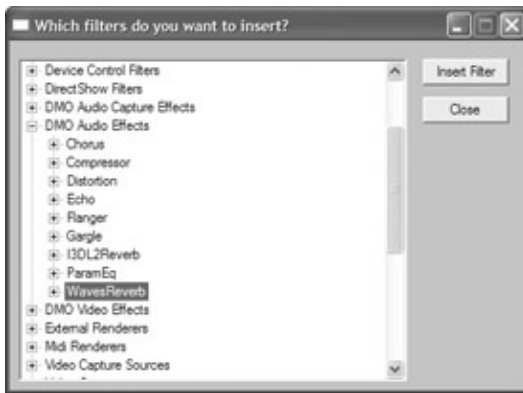 Which filters do you want to insert?
Device Control Filters
DirectShow Filters
DMO Audio Capture Effects
DMO Audio Effects
Chorus
Compressor
Distortion
Echo
Flanger
Gargle
I3DL2Reverb
ParamEq
WavesReverb
DMO Video Effects
External Renderers
Midi Renderers
Video Capture Sources
Insert Filter
Close